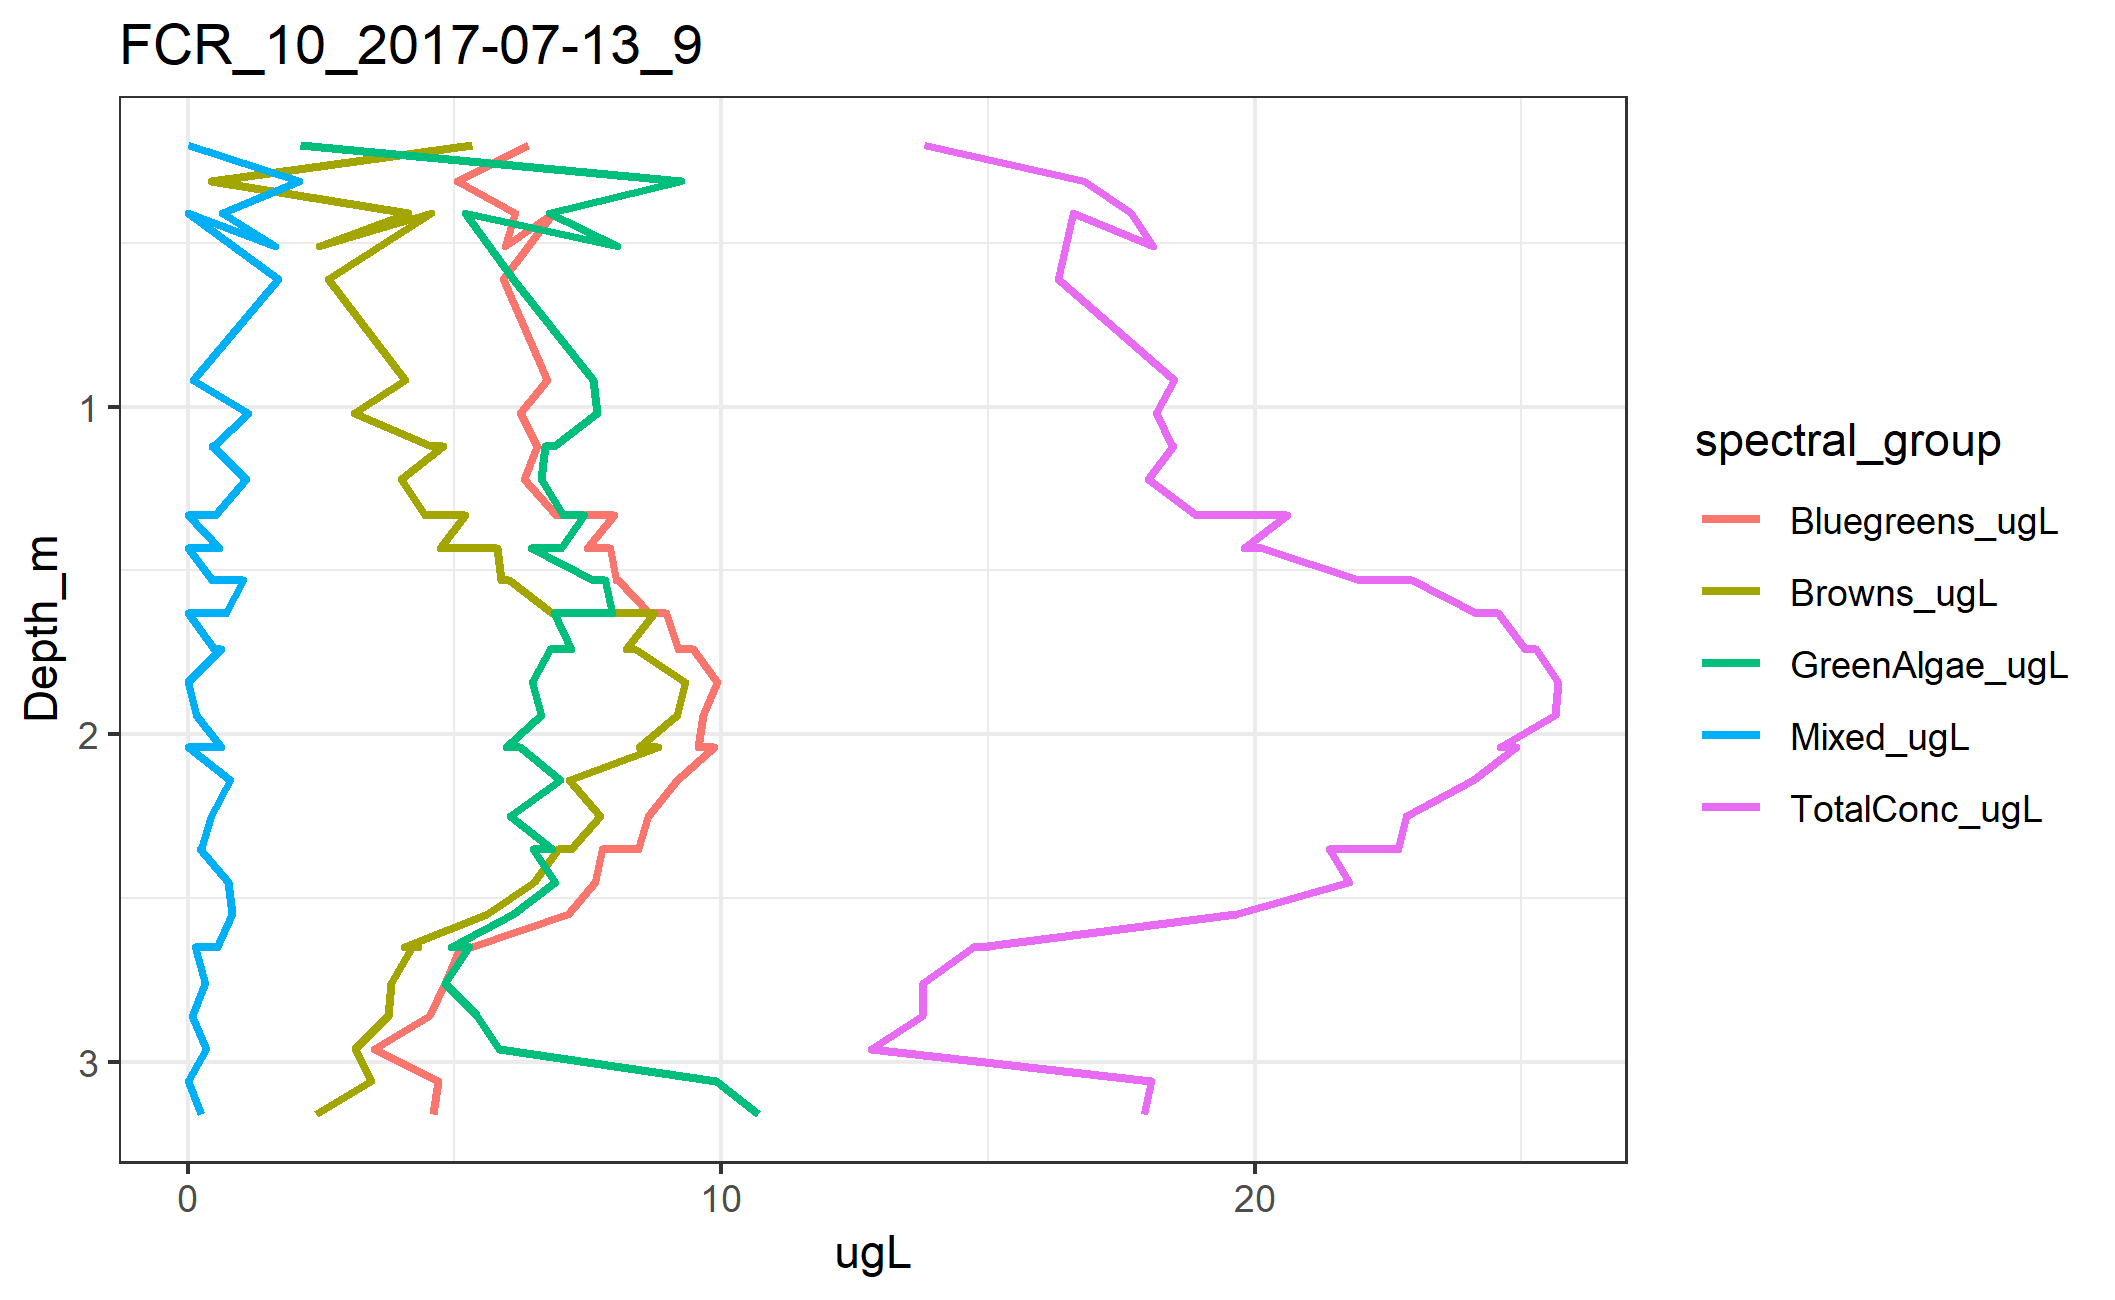 FCR_10_2017-07-13_9
Depth_m
1
2
3
0
10
20
ugL
spectral_group
Bluegreens_ugL
Browns_ugL
GreenAlgae_ugL
Mixed_ugL
TotalConc_ugL